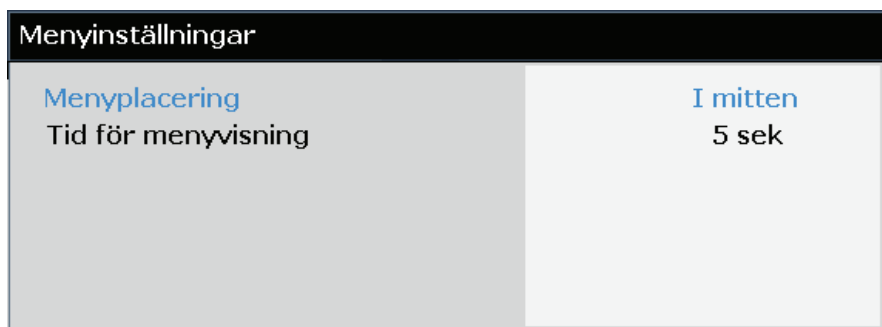 Menyinställningar
Menyplacering I mitten
Tid för menyvisning 5 sek